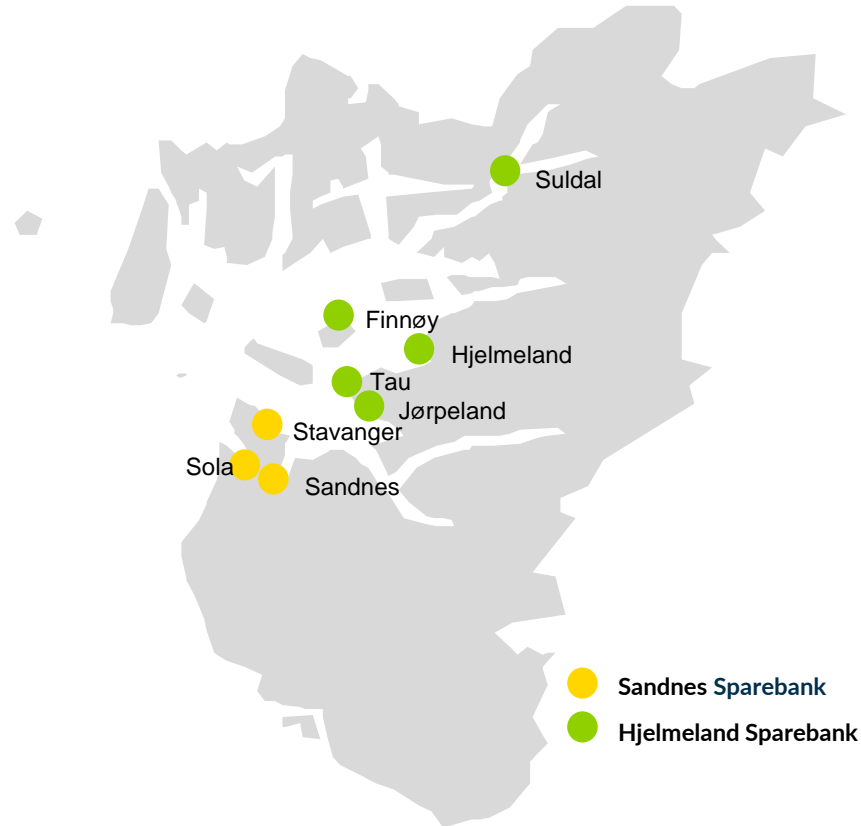 Suldal
Finnøy
Hjelmeland
Tau
Jørpeland
Stavanger
Sola
Sandnes
Sandnes Sparebank
Hjelmeland Sparebank